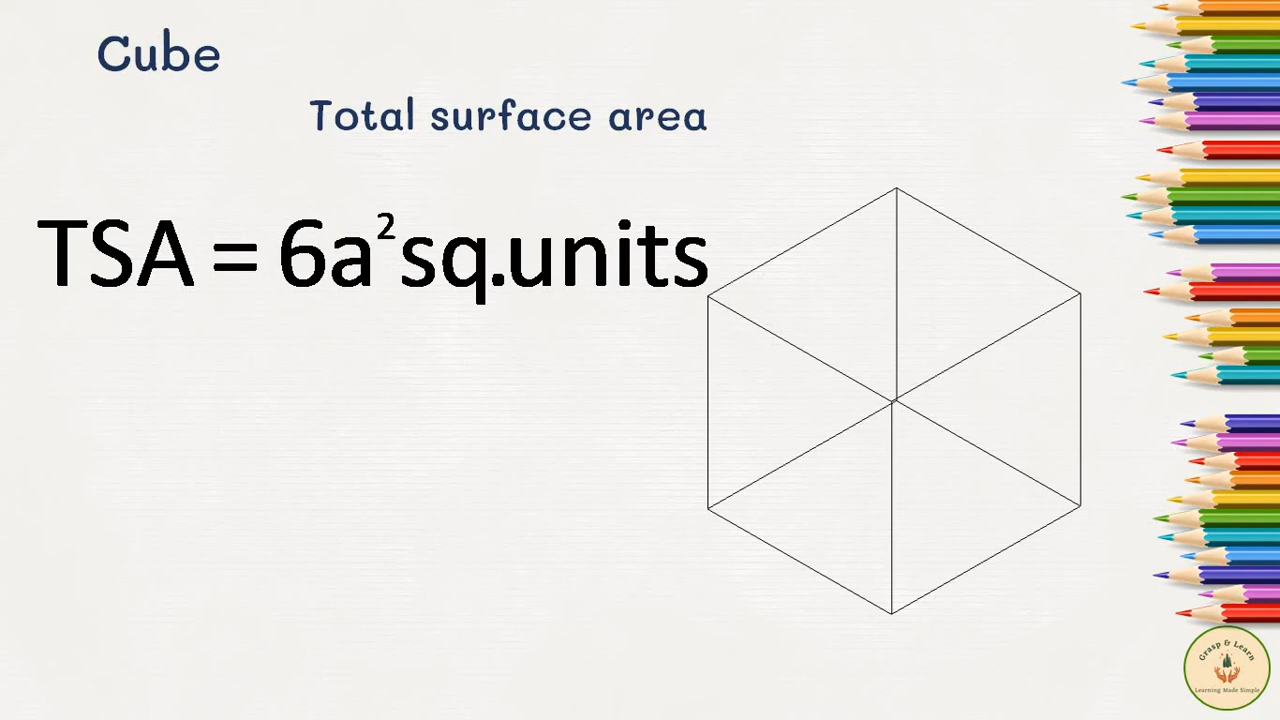 Cube
Total surface area
TSA = 6a²sq.units
Grasp & Learn
Learning Made Simple